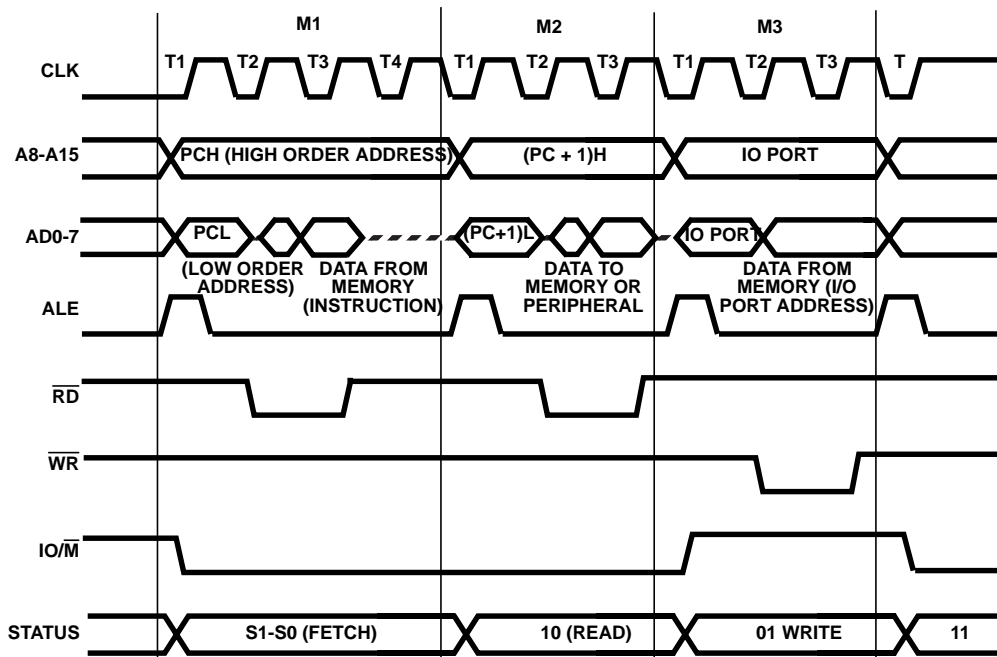 M1 M2 M3
CLK T1 T2 T3 T4 T1 T2 T3 T1 T2 T3 T
A8-A15 PCH (HIGH ORDER ADDRESS) (PC + 1)H IO PORT
AD0-7 PCL (PC+1)L IO PORT
(LOW ORDER
ADDRESS)
DATA FROM
MEMORY
(INSTRUCTION)
DATA TO
MEMORY OR
PERIPHERAL
DATA FROM
MEMORY (I/O
PORT ADDRESS)
ALE
R̅D̅
W̅R̅
IO/M̅
STATUS S1-S0 (FETCH) 10 (READ) 01 WRITE 11